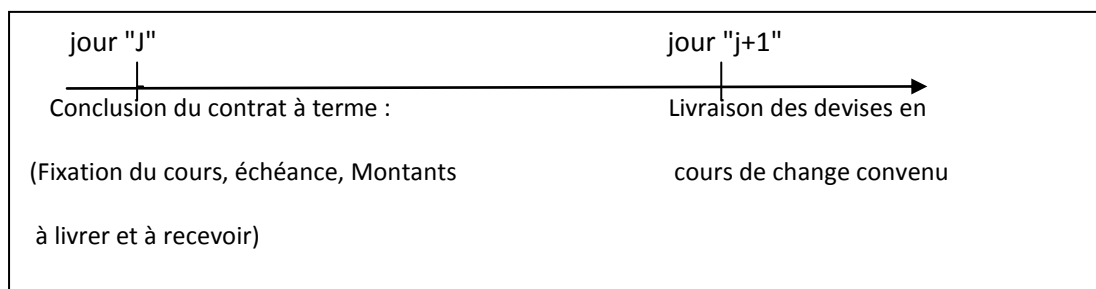 jour "J" jour "j+1"
Conclusion du contrat à terme : Livraison des devises en
(Fixation du cours, échéance, Montants cours de change convenu
à livrer et à recevoir)